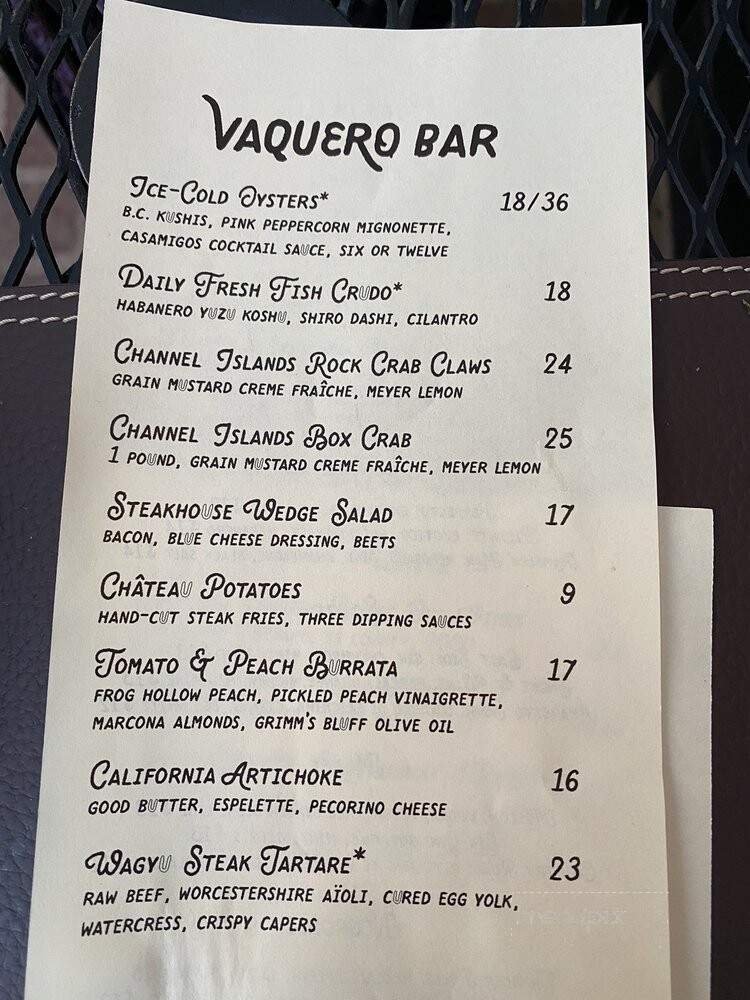 VAQUERO BAR
ICE-COLD OYSTERS* 18/36
B.C. KUSHIS, PINK PEPPERCORN MIGNONETTE,
CASAMIGOS COCKTAIL SAUCE, SIX OR TWELVE
DAILY FRESH FISH CRUDO* 18
HABANERO YUZU KOSHU, SHIRO DASHI, CILANTRO
CHANNEL ISLANDS ROCK CRAB CLAWS 24
GRAIN MUSTARD CREME FRAÎCHE, MEYER LEMON
CHANNEL ISLANDS BOX CRAB 25
1 POUND, GRAIN MUSTARD CREME FRAÎCHE, MEYER LEMON
STEAKHOUSE WEDGE SALAD 17
BACON, BLUE CHEESE DRESSING, BEETS
CHÂTEAU POTATOES 9
HAND-CUT STEAK FRIES, THREE DIPPING SAUCES
TOMATO & PEACH BURRATA 17
FROG HOLLOW PEACH, PICKLED PEACH VINAIGRETTE,
MARCONA ALMONDS, GRIMM'S BLUFF OLIVE OIL
CALIFORNIA ARTICHOKE 16
GOOD BUTTER, ESPELETTE, PECORINO CHEESE
WAGYU STEAK TARTARE* 23
RAW BEEF, WORCESTERSHIRE AÏOLI, CURED EGG YOLK,
WATERCRESS, CRISPY CAPERS